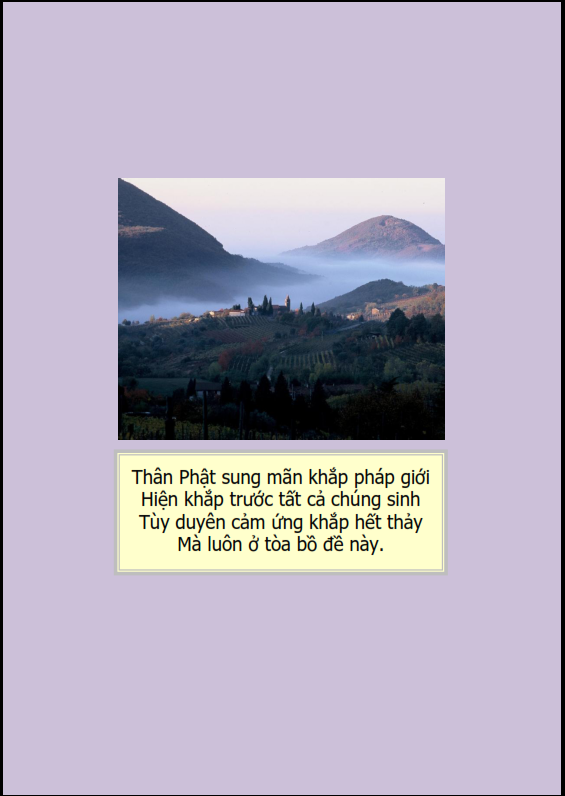 Thân Phật sung mãn khắp pháp giới
Hiện khắp trước tất cả chúng sinh
Tùy duyên cảm ứng khắp hết thảy
Mà luôn ở tòa bồ đề này.